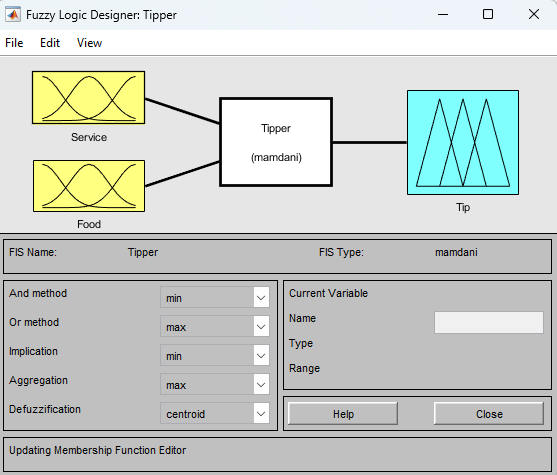 Fuzzy Logic Designer: Tipper
File Edit View
Service
Food
Tipper
(mamdani)
Tip
FIS Name: Tipper FIS Type: mamdani
And method min
Or method max
Implication min
Aggregation max
Defuzzification centroid
Current Variable
Name
Type
Range
Help Close
Updating Membership Function Editor